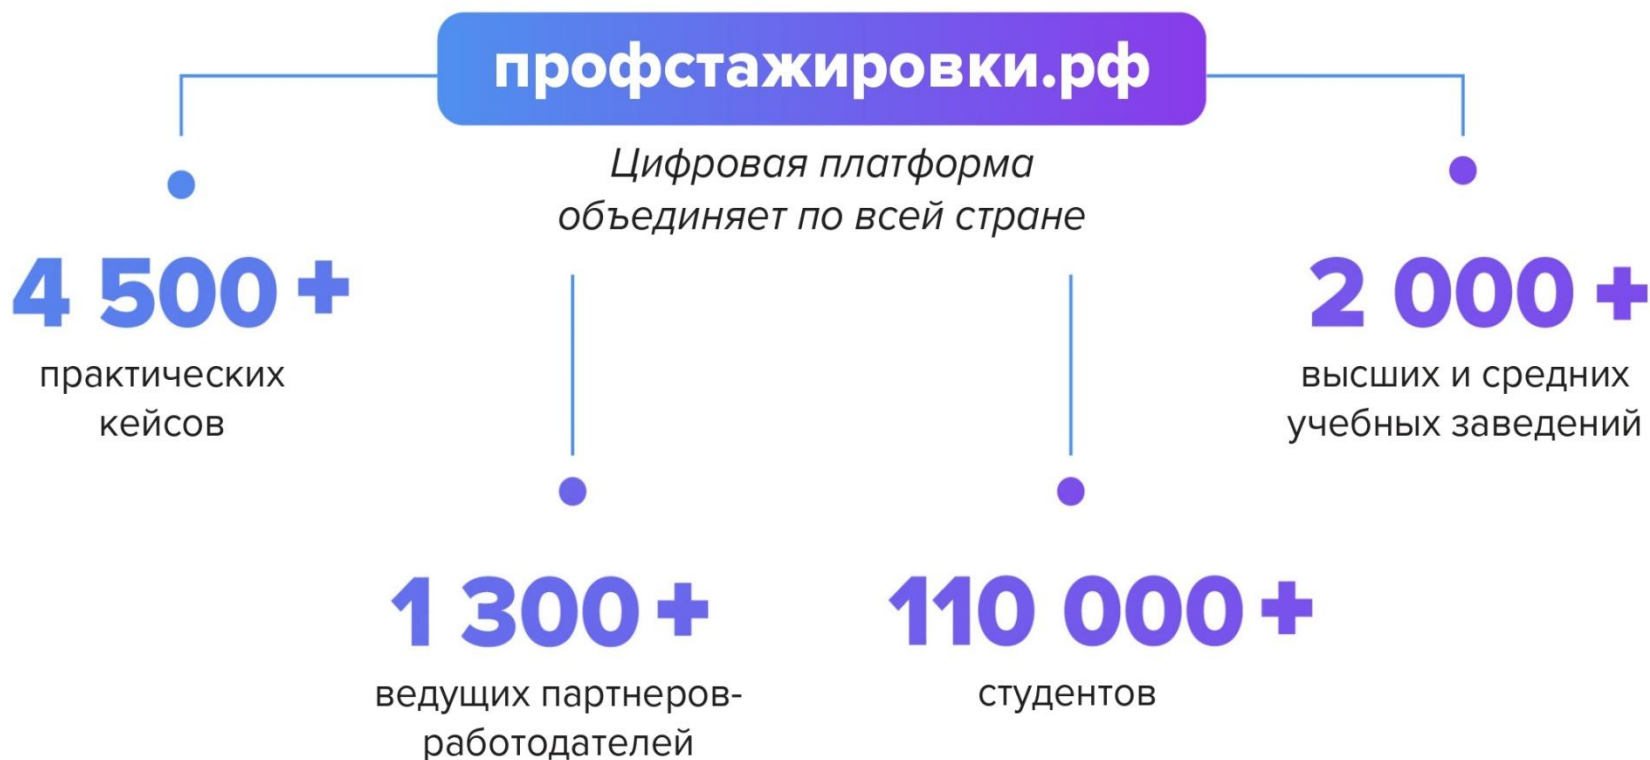 профстажировки.рф
Цифровая платформа
объединяет по всей стране
4 500 +
практических
кейсов
1 300 +
ведущих партнеров-
работодателей
110 000 +
студентов
2 000 +
высших и средних
учебных заведений